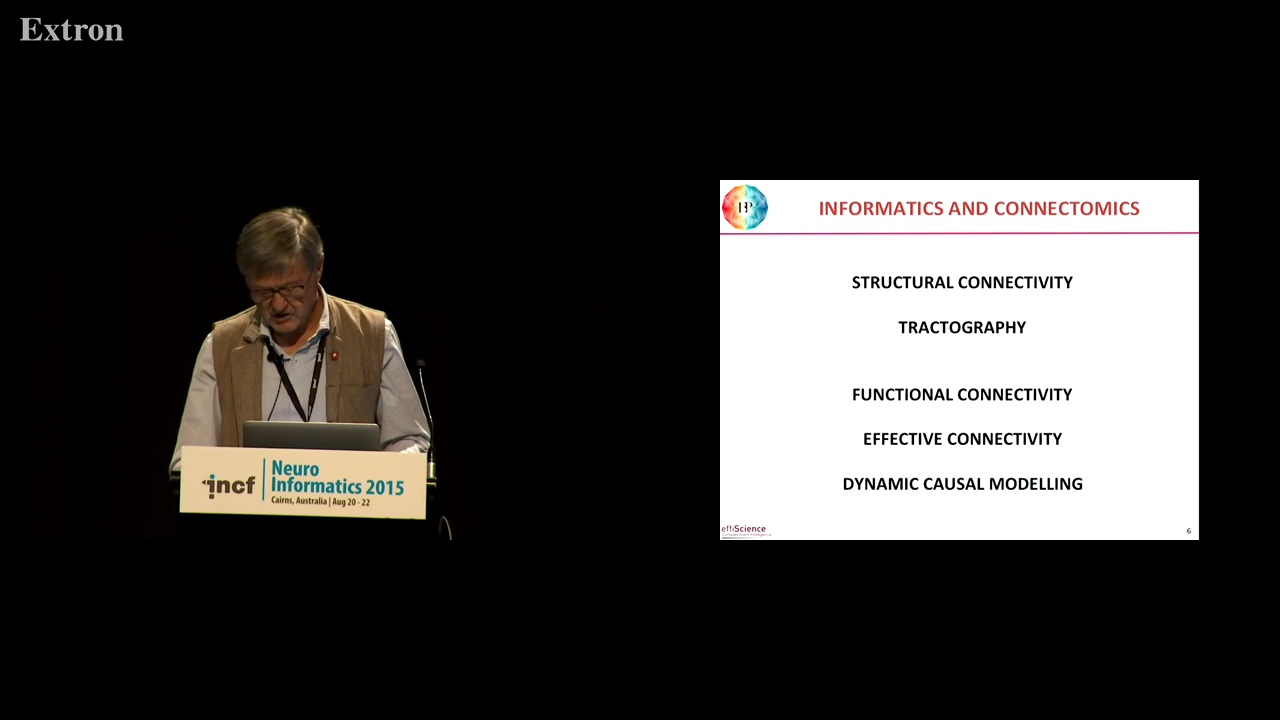 Extron
incf
Neuro
Informatics 2015
Cairns, Australia | Aug 20 - 22
INFORMATICS AND CONNECTOMICS
STRUCTURAL CONNECTIVITY
TRACTOGRAPHY
FUNCTIONAL CONNECTIVITY
EFFECTIVE CONNECTIVITY
DYNAMIC CAUSAL MODELLING
effiScience
6